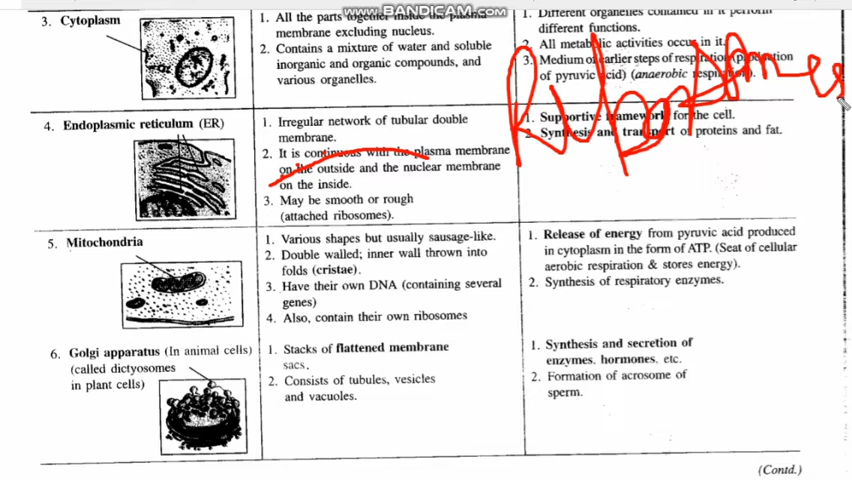 www.BANDICAM.com
3. Cytoplasm
1. All the parts together inside the plasma
membrane excluding nucleus.
2. Contains a mixture of water and soluble
inorganic and organic compounds, and
various organelles.
1. Different organelles contained in it perform
different functions.
2. All metabolic activities occur in it.
3. Medium of earlier steps of respiration (production
of pyruvic acid) (anaerobic respiration).
Ribosomes
4. Endoplasmic reticulum (ER)
1. Irregular network of tubular double
membrane.
2. It is continuous with the plasma membrane
on the outside and the nuclear membrane
on the inside.
3. May be smooth or rough
(attached ribosomes).
1. Supportive framework for the cell.
2. Synthesis and transport of proteins and fat.
5. Mitochondria
1. Various shapes but usually sausage-like.
2. Double walled; inner wall thrown into
folds (cristae).
3. Have their own DNA (containing several
genes)
4. Also, contain their own ribosomes
1. Release of energy from pyruvic acid produced
in cytoplasm in the form of ATP. (Seat of cellular
aerobic respiration & stores energy).
2. Synthesis of respiratory enzymes.
6. Golgi apparatus (In animal cells)
(called dictyosomes
in plant cells)
1. Stacks of flattened membrane
sacs.
2. Consists of tubules, vesicles
and vacuoles.
1. Synthesis and secretion of
enzymes, hormones, etc.
2. Formation of acrosome of
sperm.
(Contd.)